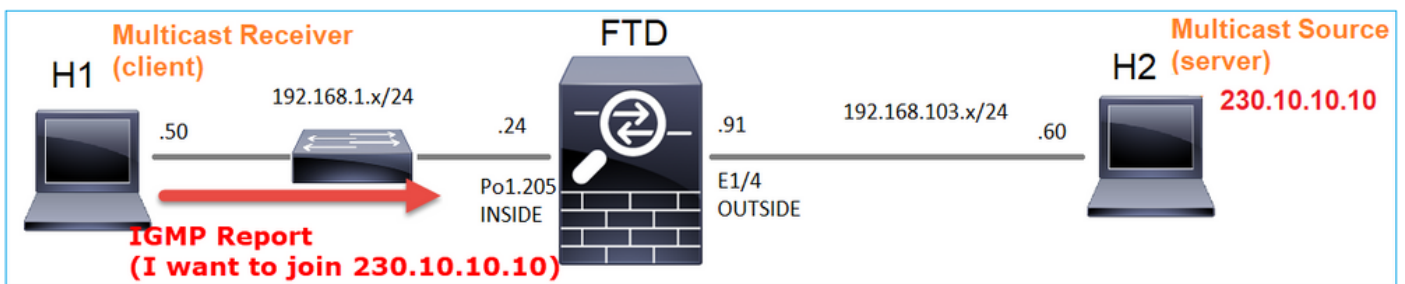 Multicast Receiver
(client)
H1
192.168.1.x/24
.50
.24
IGMP Report
(I want to join 230.10.10.10)
Po1.205
INSIDE
FTD
.91
E1/4
OUTSIDE
192.168.103.x/24
.60
Multicast Source
(server)
H2
230.10.10.10